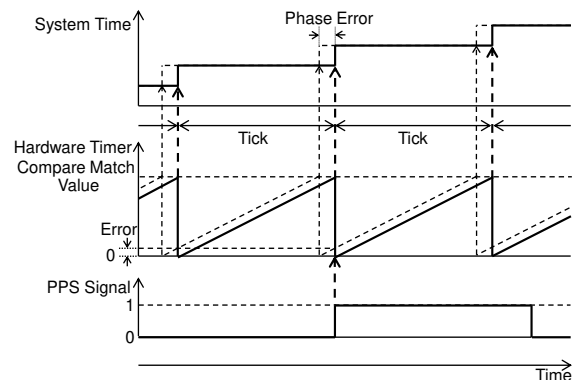 Phase Error
System Time
Tick
Tick
Hardware Timer
Compare Match
Value
Error
0
PPS Signal
1
0
Time